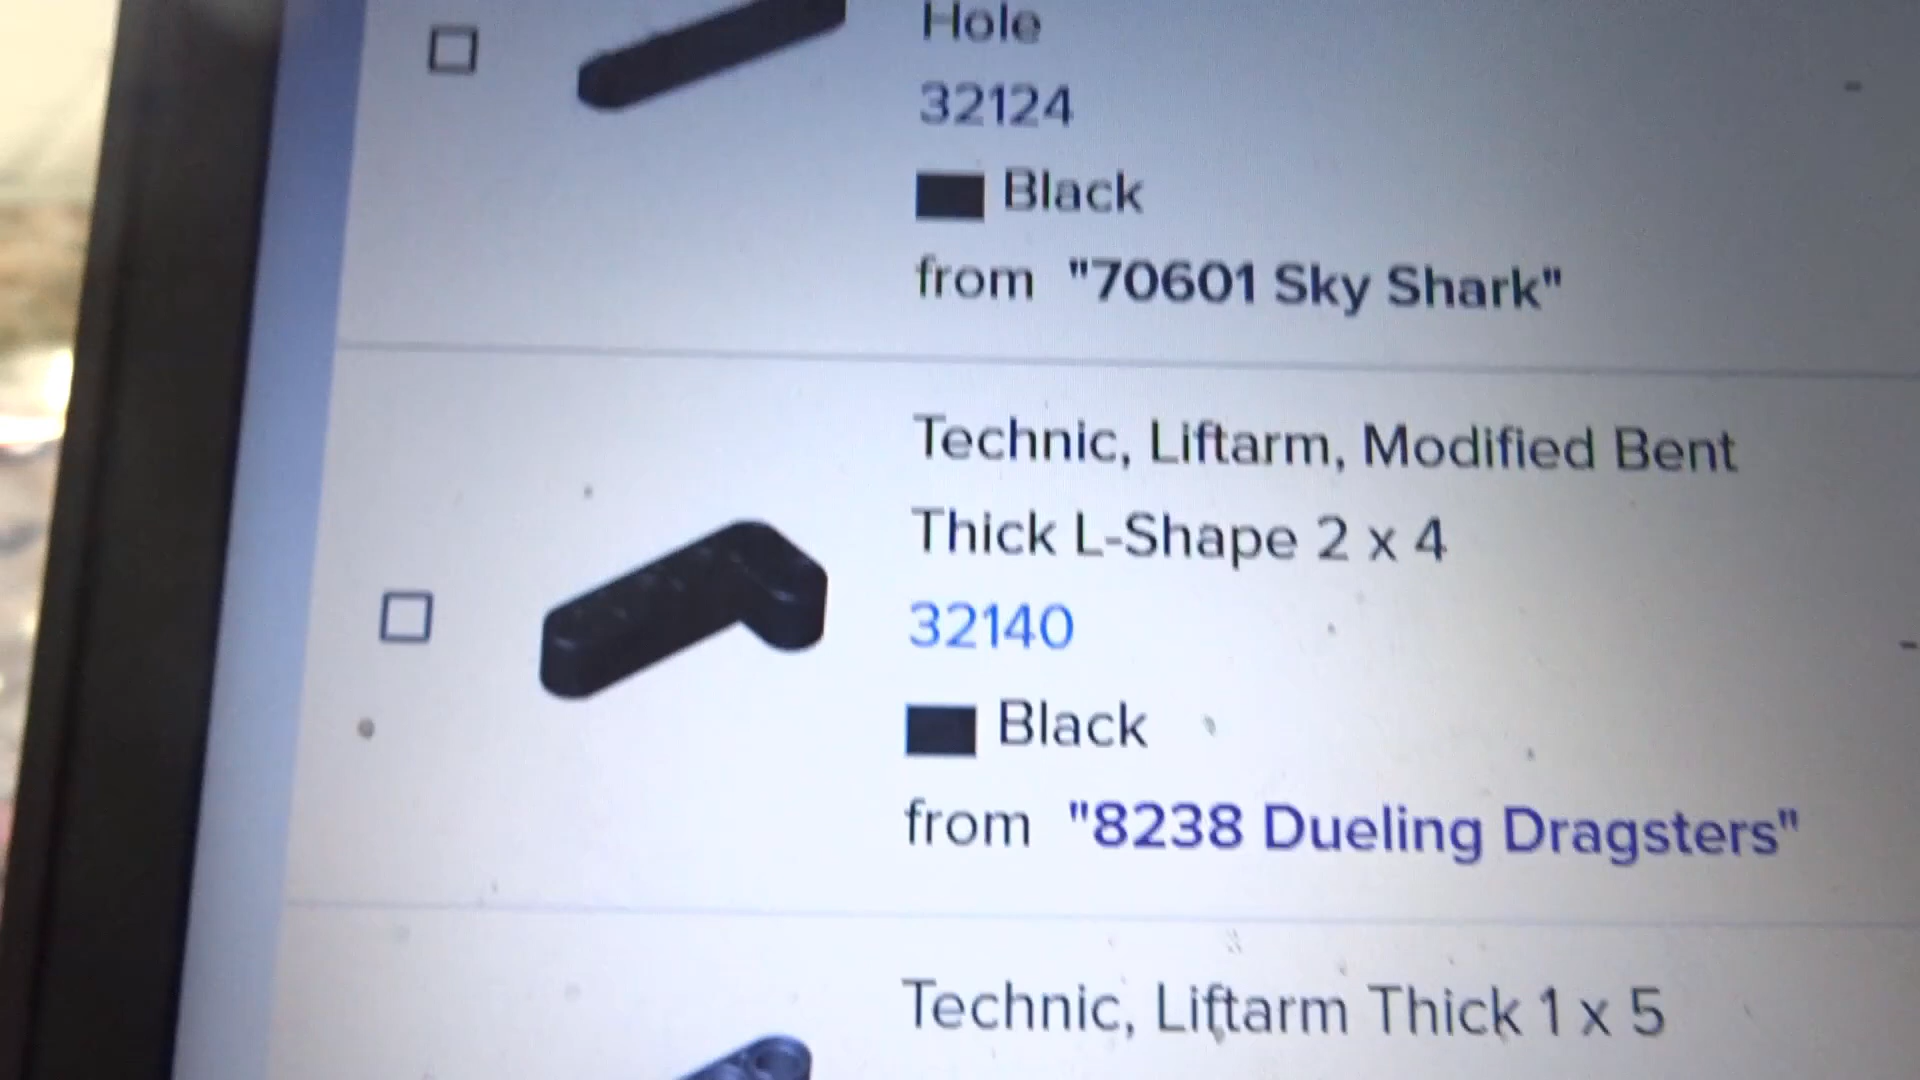 Hole
32124
Black
from "70601 Sky Shark"
Technic, Liftarm, Modified Bent
Thick L-Shape 2 x 4
32140
Black
from "8238 Dueling Dragsters"
Technic, Liftarm Thick 1 x 5